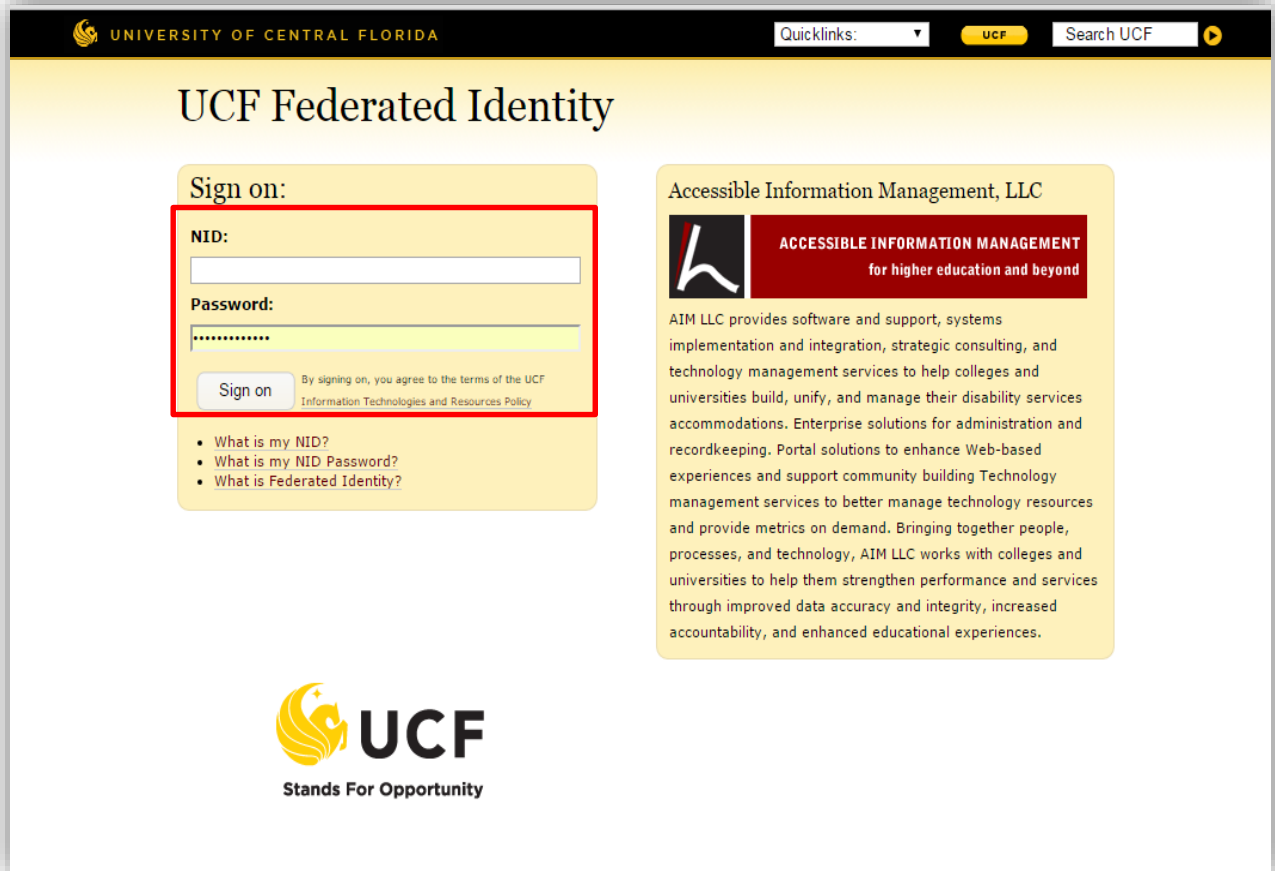 UNIVERSITY OF CENTRAL FLORIDA
Quicklinks:
UCF
Search UCF
UCF Federated Identity
Sign on:
NID:
Password:
•••••••••••••
Sign on
By signing on, you agree to the terms of the UCF
Information Technologies and Resources Policy
• What is my NID?
• What is my NID Password?
• What is Federated Identity?
Accessible Information Management, LLC
ACCESSIBLE INFORMATION MANAGEMENT
for higher education and beyond
AIM LLC provides software and support, systems
implementation and integration, strategic consulting, and
technology management services to help colleges and
universities build, unify, and manage their disability services
accommodations. Enterprise solutions for administration and
recordkeeping. Portal solutions to enhance Web-based
experiences and support community building Technology
management services to better manage technology resources
and provide metrics on demand. Bringing together people,
processes, and technology, AIM LLC works with colleges and
universities to help them strengthen performance and services
through improved data accuracy and integrity, increased
accountability, and enhanced educational experiences.
UCF
Stands For Opportunity